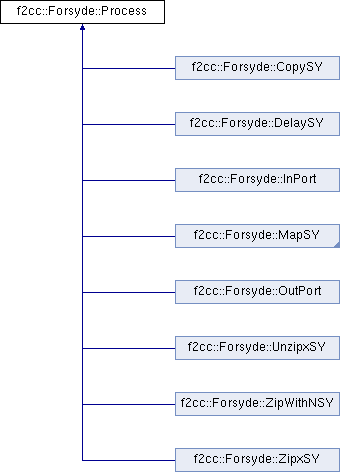 f2cc::Forsyde::Process
f2cc::Forsyde::CopySY
f2cc::Forsyde::DelaySY
f2cc::Forsyde::InPort
f2cc::Forsyde::MapSY
f2cc::Forsyde::OutPort
f2cc::Forsyde::UnzipxSY
f2cc::Forsyde::ZipWithNSY
f2cc::Forsyde::ZipxSY